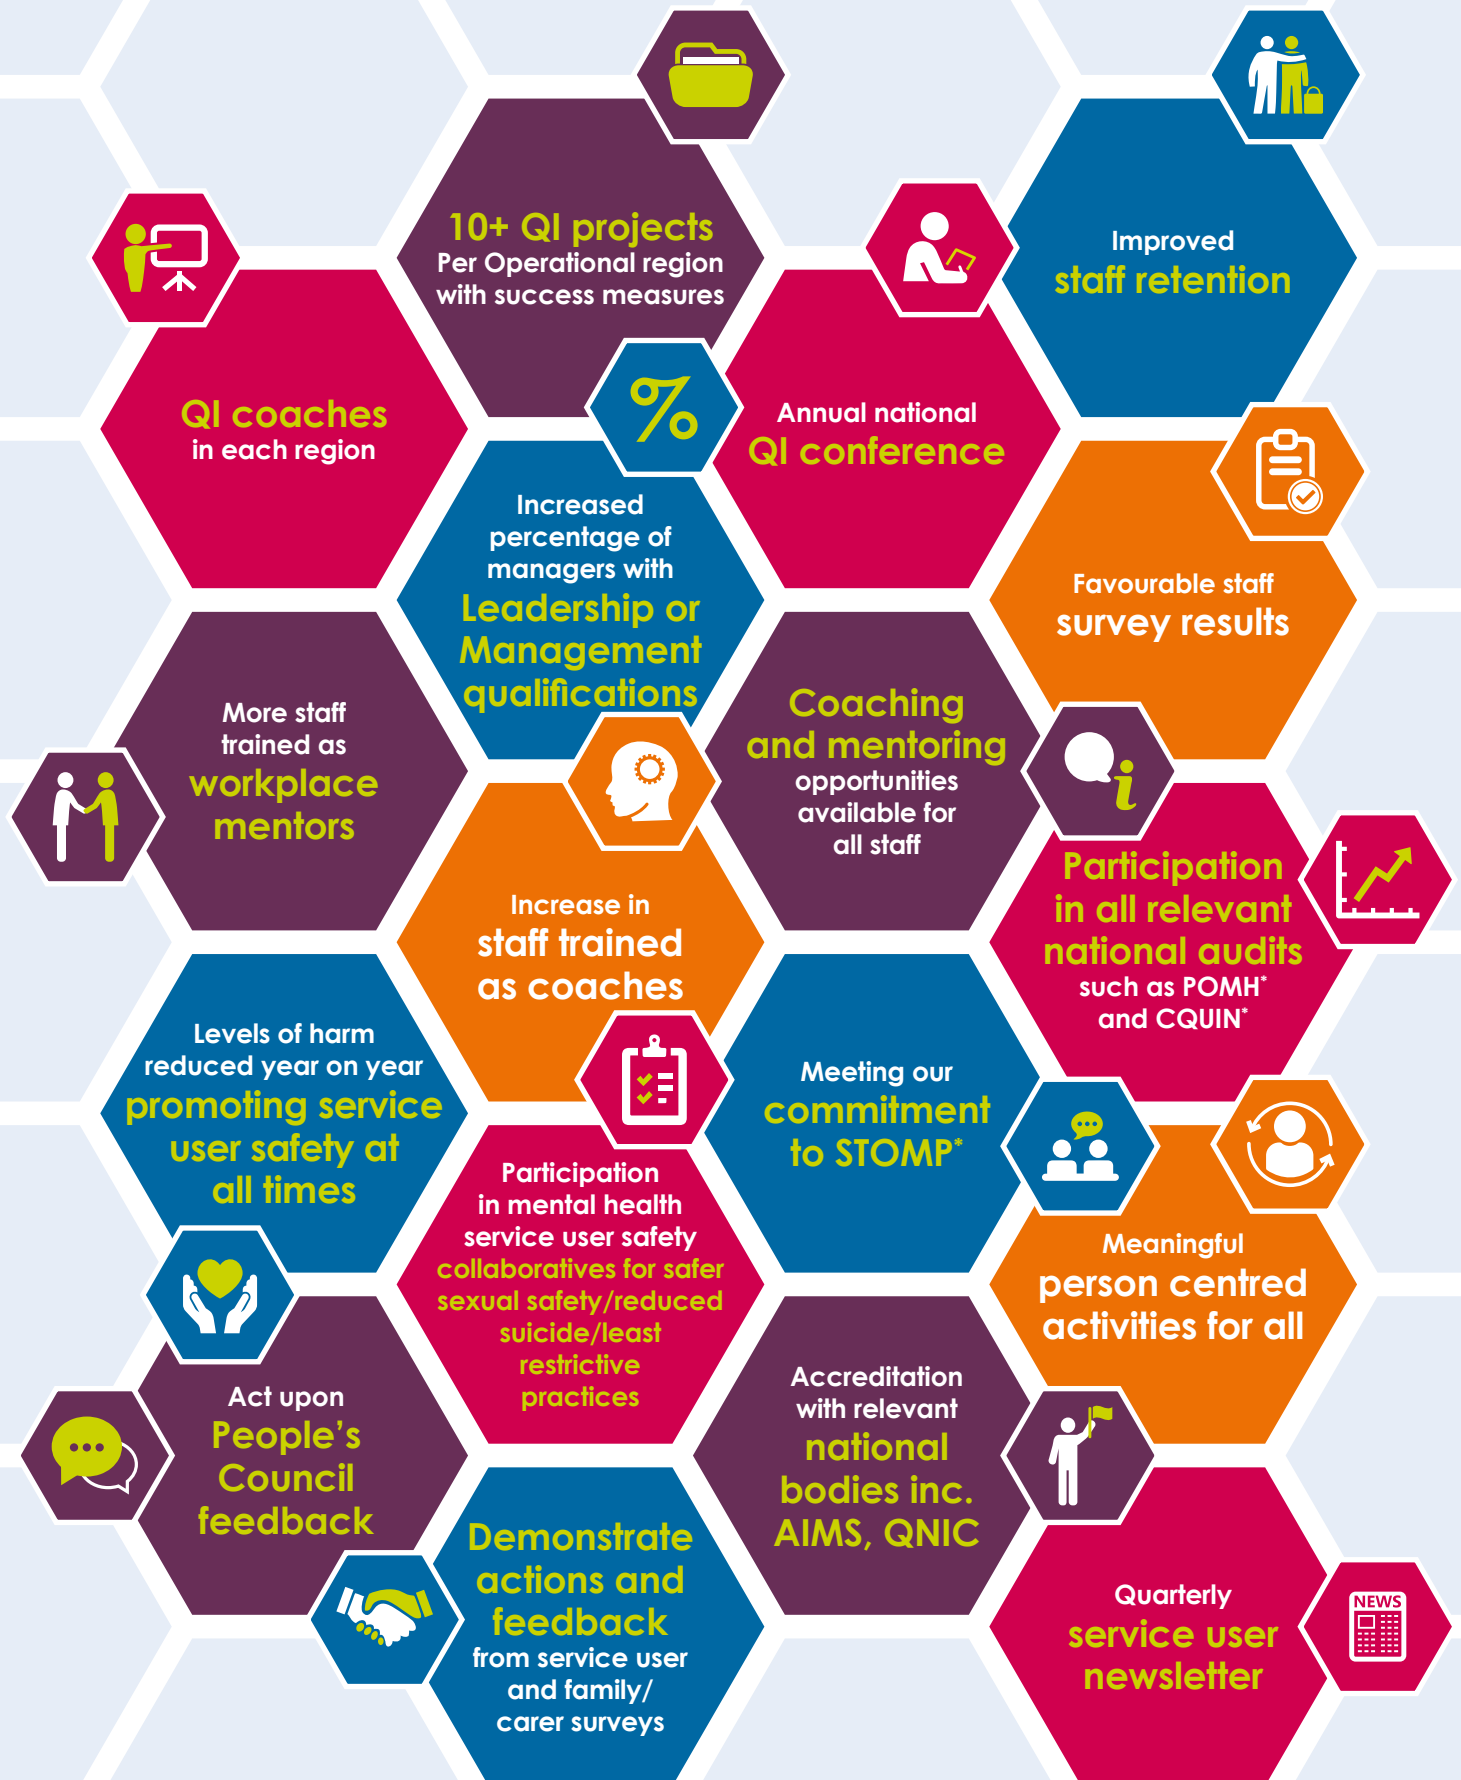 10+ QI projects
Per Operational region
with success measures
Improved
staff retention
QI coaches
in each region
Annual national
QI conference
Increased
percentage of
managers with
Leadership or
Management
qualifications
Favourable staff
survey results
More staff
trained as
workplace
mentors
Coaching
and mentoring
opportunities
available for
all staff
Increase in
staff trained
as coaches
Participation
in all relevant
national audits
such as POMH*
and CQUIN*
Levels of harm
reduced year on year
promoting service
user safety at
all times
Meeting our
commitment
to STOMP*
Participation
in mental health
service user safety
collaboratives for safer
sexual safety/reduced
suicide/least
restrictive
practices
Meaningful
person centred
activities for all
Act upon
People's
Council
feedback
Accreditation
with relevant
national
bodies inc.
AIMS, QNIC
Demonstrate
actions and
feedback
from service user
and family/
carer surveys
Quarterly
service user
newsletter
NEWS
%
i